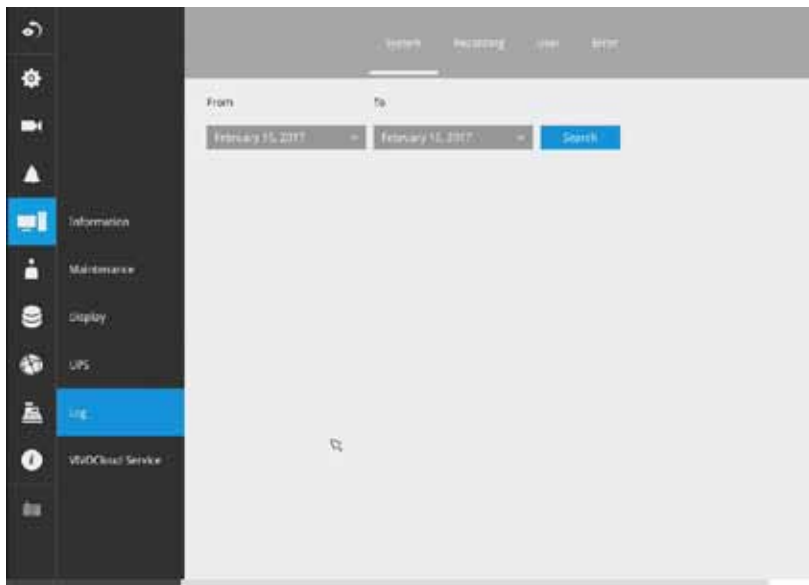 System Recording User Error
From To
February 15, 2017 February 15, 2017 Search
Information
Maintenance
Display
UPS
Log
VIVOCloud Service